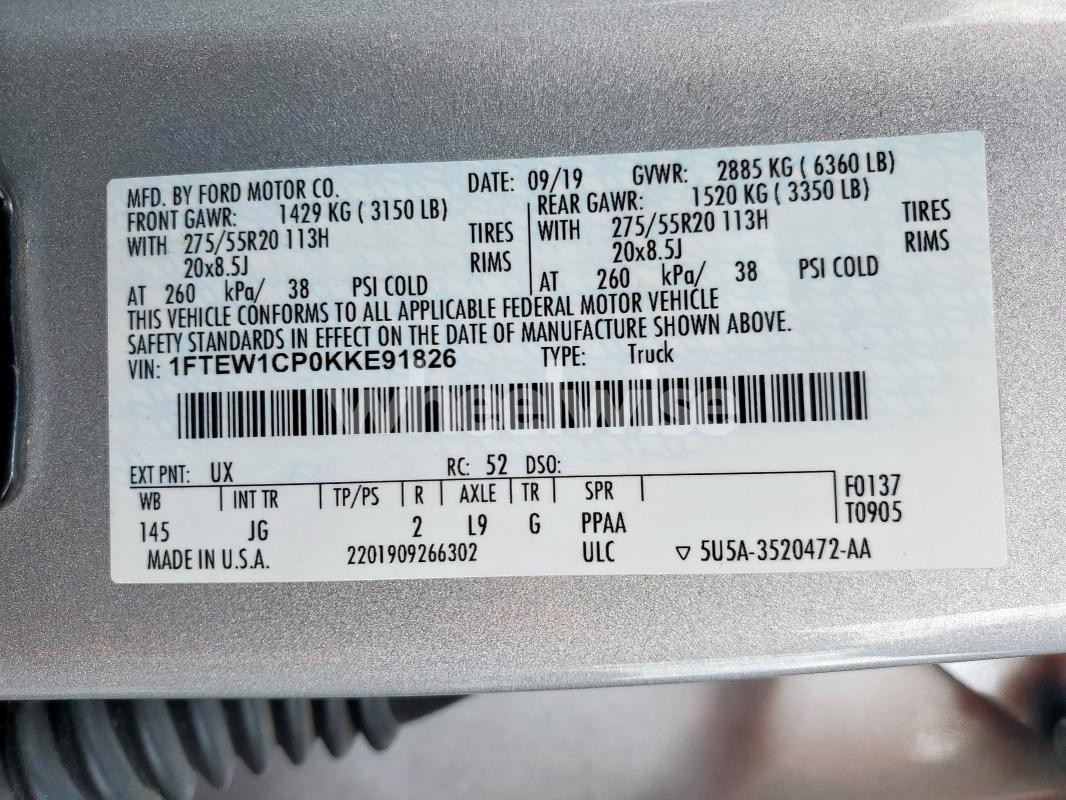 MFD. BY FORD MOTOR CO. DATE: 09/19 GVWR: 2885 KG ( 6360 LB)
FRONT GAWR: 1429 KG ( 3150 LB) REAR GAWR: 1520 KG ( 3350 LB)
WITH 275/55R20 113H TIRES WITH 275/55R20 113H TIRES
20x8.5J RIMS 20x8.5J RIMS
AT 260 kPa/ 38 PSI COLD AT 260 kPa/ 38 PSI COLD
THIS VEHICLE CONFORMS TO ALL APPLICABLE FEDERAL MOTOR VEHICLE
SAFETY STANDARDS IN EFFECT ON THE DATE OF MANUFACTURE SHOWN ABOVE.
VIN: 1FTEW1CP0KKE91826 TYPE: Truck
wheelwise
EXT PNT: UX RC: 52 DSO:
WB INT TR TP/PS R AXLE TR SPR F0137
145 JG 2 L9 G PPAA T0905
MADE IN U.S.A. 2201909266302 ULC ▽ 5U5A-3520472-AA